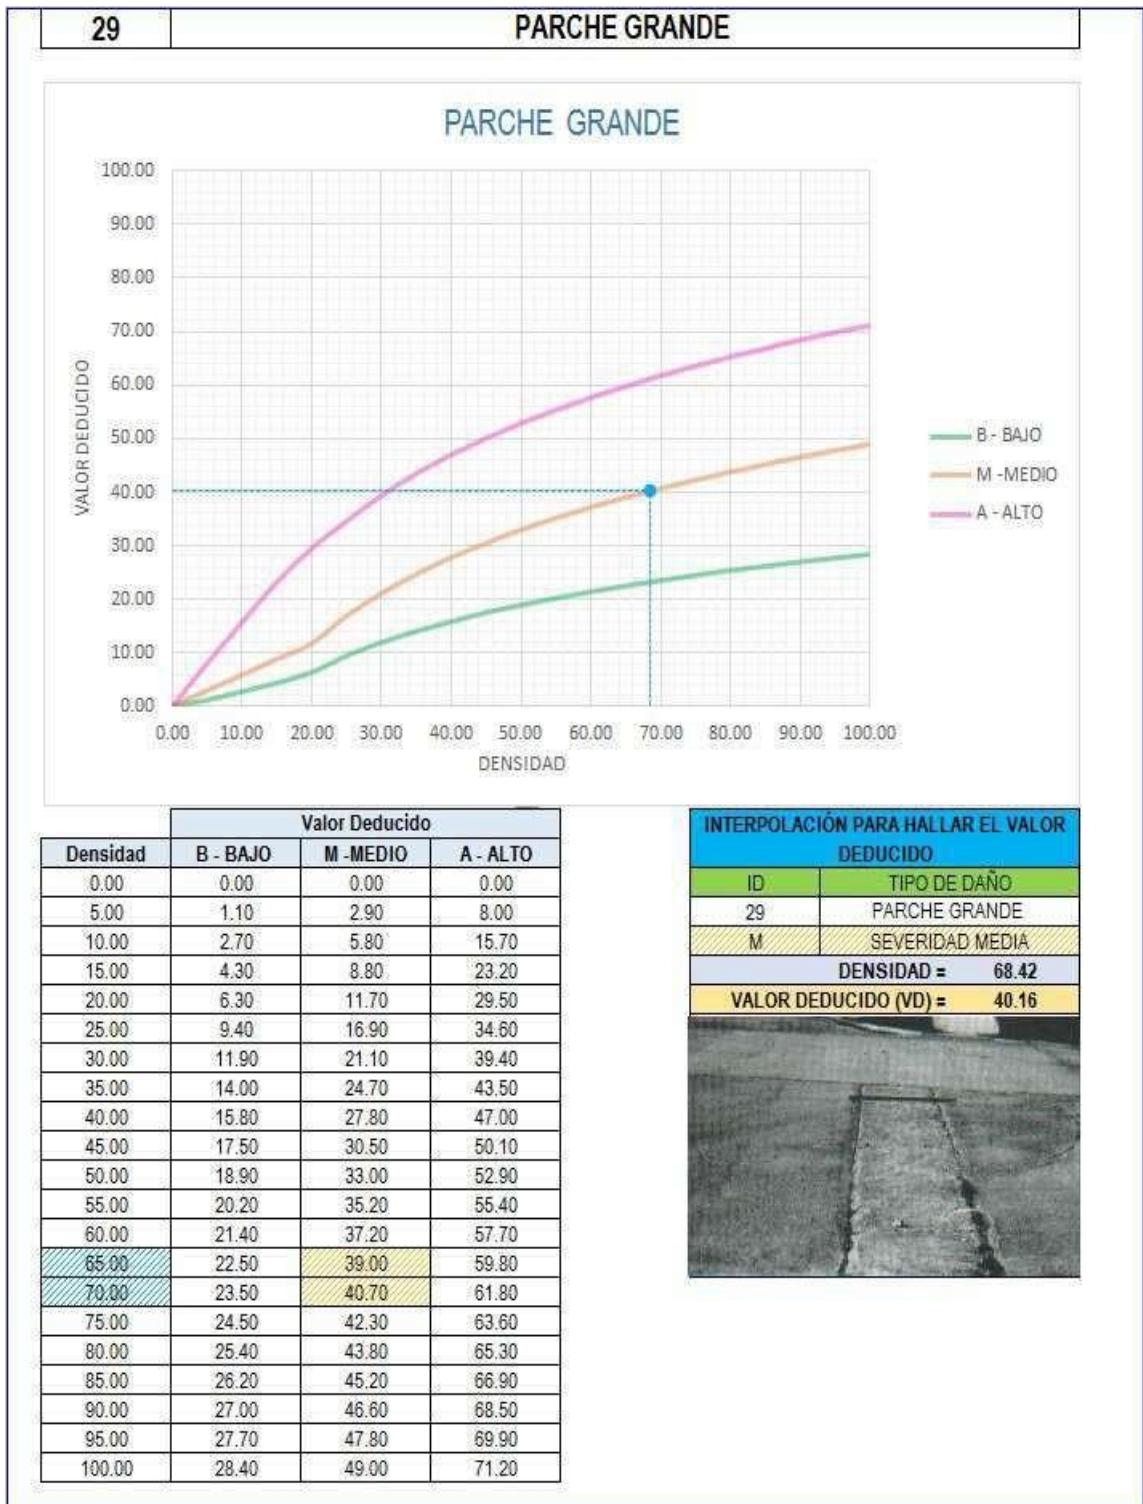 29 PARCHE GRANDE
PARCHE GRANDE
100.00
90.00
80.00
70.00
60.00
50.00
40.00
30.00
20.00
10.00
0.00
VALOR DEDUCIDO
0.00 10.00 20.00 30.00 40.00 50.00 60.00 70.00 80.00 90.00 100.00
DENSIDAD
B - BAJO
M -MEDIO
A - ALTO
Valor Deducido
Densidad B - BAJO M -MEDIO A - ALTO
0.00 0.00 0.00 0.00
5.00 1.10 2.90 8.00
10.00 2.70 5.80 15.70
15.00 4.30 8.80 23.20
20.00 6.30 11.70 29.50
25.00 9.40 16.90 34.60
30.00 11.90 21.10 39.40
35.00 14.00 24.70 43.50
40.00 15.80 27.80 47.00
45.00 17.50 30.50 50.10
50.00 18.90 33.00 52.90
55.00 20.20 35.20 55.40
60.00 21.40 37.20 57.70
65.00 22.50 39.00 59.80
70.00 23.50 40.70 61.80
75.00 24.50 42.30 63.60
80.00 25.40 43.80 65.30
85.00 26.20 45.20 66.90
90.00 27.00 46.60 68.50
95.00 27.70 47.80 69.90
100.00 28.40 49.00 71.20
INTERPOLACIÓN PARA HALLAR EL VALOR
DEDUCIDO
ID TIPO DE DAÑO
29 PARCHE GRANDE
M SEVERIDAD MEDIA
DENSIDAD = 68.42
VALOR DEDUCIDO (VD) = 40.16